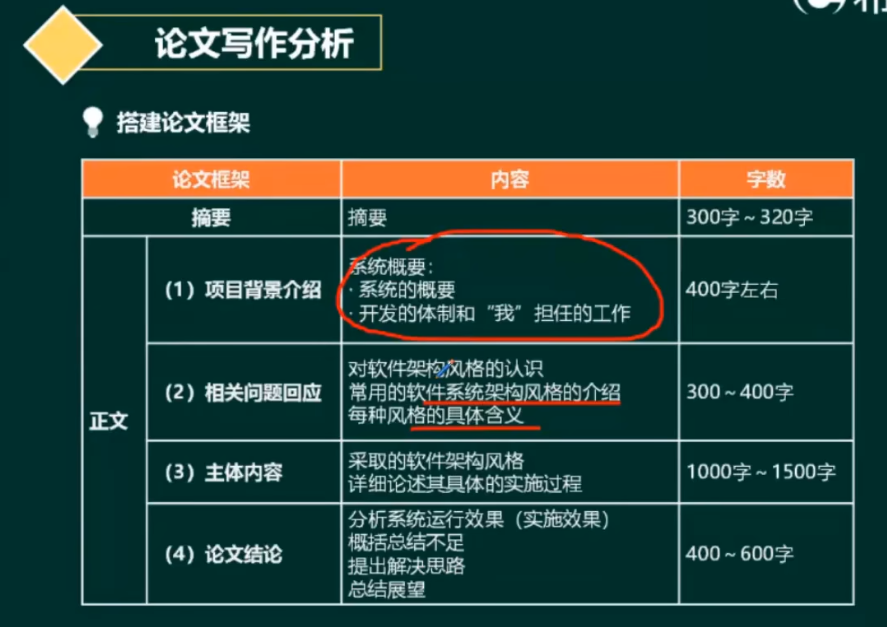 论文写作分析
搭建论文框架
论文框架 内容 字数
摘要 摘要 300字～320字
正文
（1）项目背景介绍
系统概要：
· 系统的概要
· 开发的体制和“我”担任的工作
400字左右
（2）相关问题回应
对软件架构风格的认识
常用的软件系统架构风格的介绍
每种风格的具体含义
300～400字
（3）主体内容
采取的软件架构风格
详细论述其具体的实施过程
1000字～1500字
（4）论文结论
分析系统运行效果（实施效果）
概括总结不足
提出解决思路
总结展望
400～600字